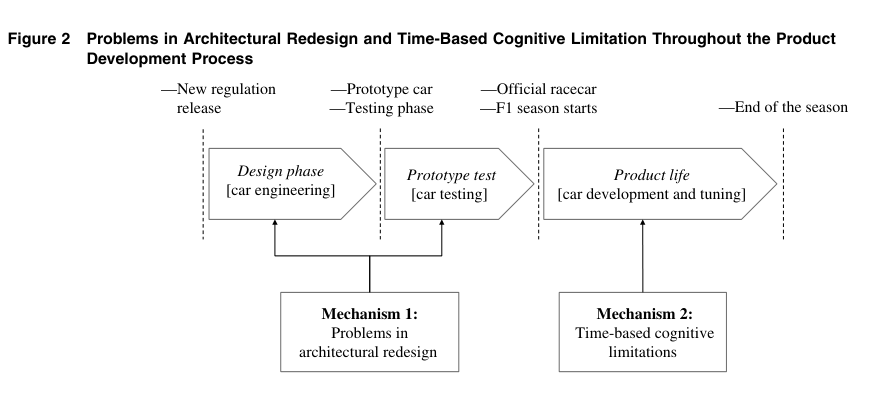 Figure 2 Problems in Architectural Redesign and Time-Based Cognitive Limitation Throughout the Product
Development Process
—New regulation
release
—Prototype car
—Testing phase
—Official racecar
—F1 season starts
—End of the season
Design phase
[car engineering]
Prototype test
[car testing]
Product life
[car development and tuning]
Mechanism 1:
Problems in
architectural redesign
Mechanism 2:
Time-based cognitive
limitations